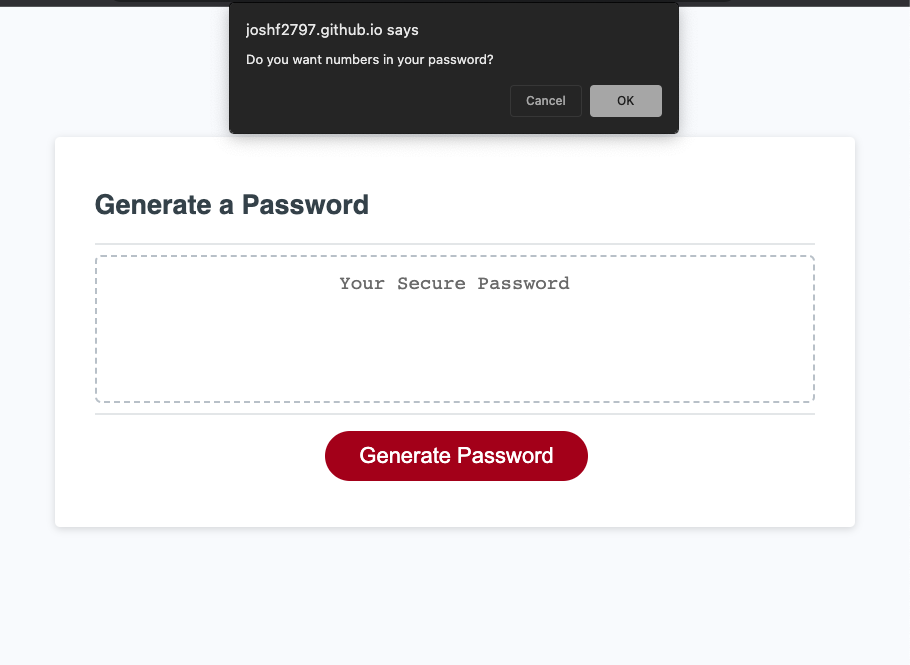 joshf2797.github.io says
Do you want numbers in your password?
Cancel
OK
Generate a Password
Your Secure Password
Generate Password